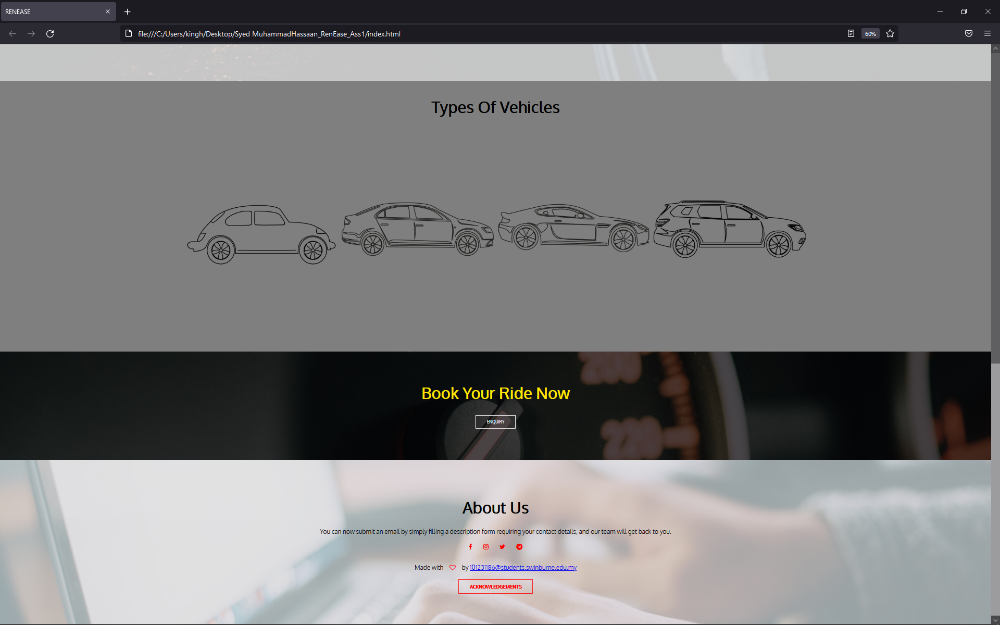 RENEASE
file:///C:/Users/kingh/Desktop/Syed MuhammadHassaan_RenEase_Ass1/index.html
60%
Types Of Vehicles
Book Your Ride Now
ENQUIRY
About Us
You can now submit an email by simply filling a description form requiring your contact details, and our team will get back to you.
Made with by 101231186@students.swinburne.edu.my
ACKNOWLEDGEMENTS